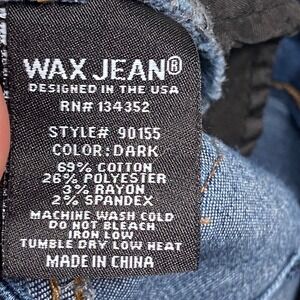 WAX JEAN®
DESIGNED IN THE USA
RN# 134352
STYLE# 90155
COLOR: DARK
69% COTTON
26% POLYESTER
3% RAYON
2% SPANDEX
MACHINE WASH COLD
DO NOT BLEACH
IRON LOW
TUMBLE DRY LOW HEAT
MADE IN CHINA